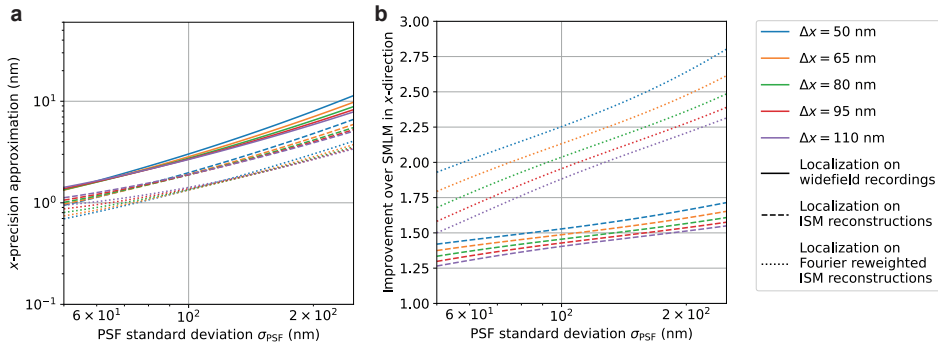 a
x-precision approximation (nm)
10¹
10⁰
10⁻¹
6 × 10¹
10²
2 × 10²
PSF standard deviation σPSF (nm)
b
Improvement over SMLM in x-direction
3.00
2.75
2.50
2.25
2.00
1.75
1.50
1.25
1.00
6 × 10¹
10²
2 × 10²
PSF standard deviation σPSF (nm)
Δx = 50 nm
Δx = 65 nm
Δx = 80 nm
Δx = 95 nm
Δx = 110 nm
Localization on
widefield recordings
Localization on
ISM reconstructions
Localization on
Fourier reweighted
ISM reconstructions